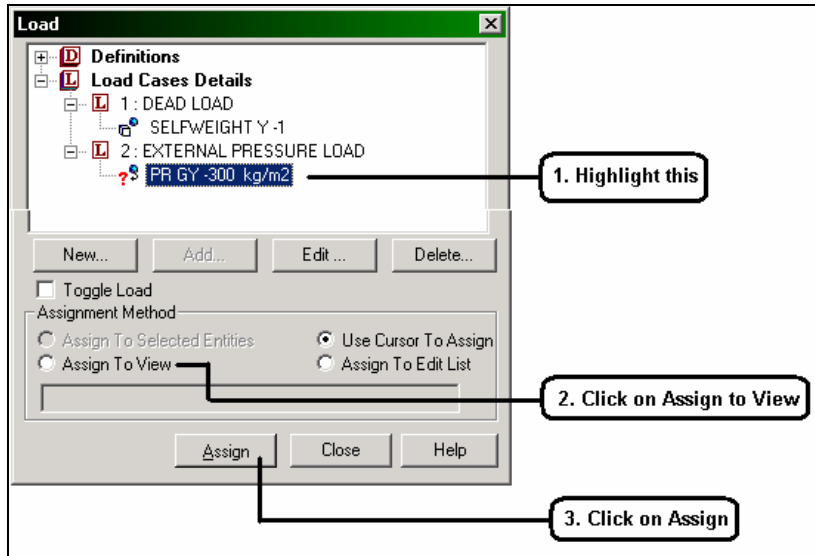 Load
D Definitions
L Load Cases Details
L 1 : DEAD LOAD
SELFWEIGHT Y -1
L 2 : EXTERNAL PRESSURE LOAD
? PR GY -300 kg/m2
1. Highlight this
New... Add... Edit ... Delete...
Toggle Load
Assignment Method
Assign To Selected Entities Use Cursor To Assign
Assign To View Assign To Edit List
2. Click on Assign to View
Assign Close Help
3. Click on Assign